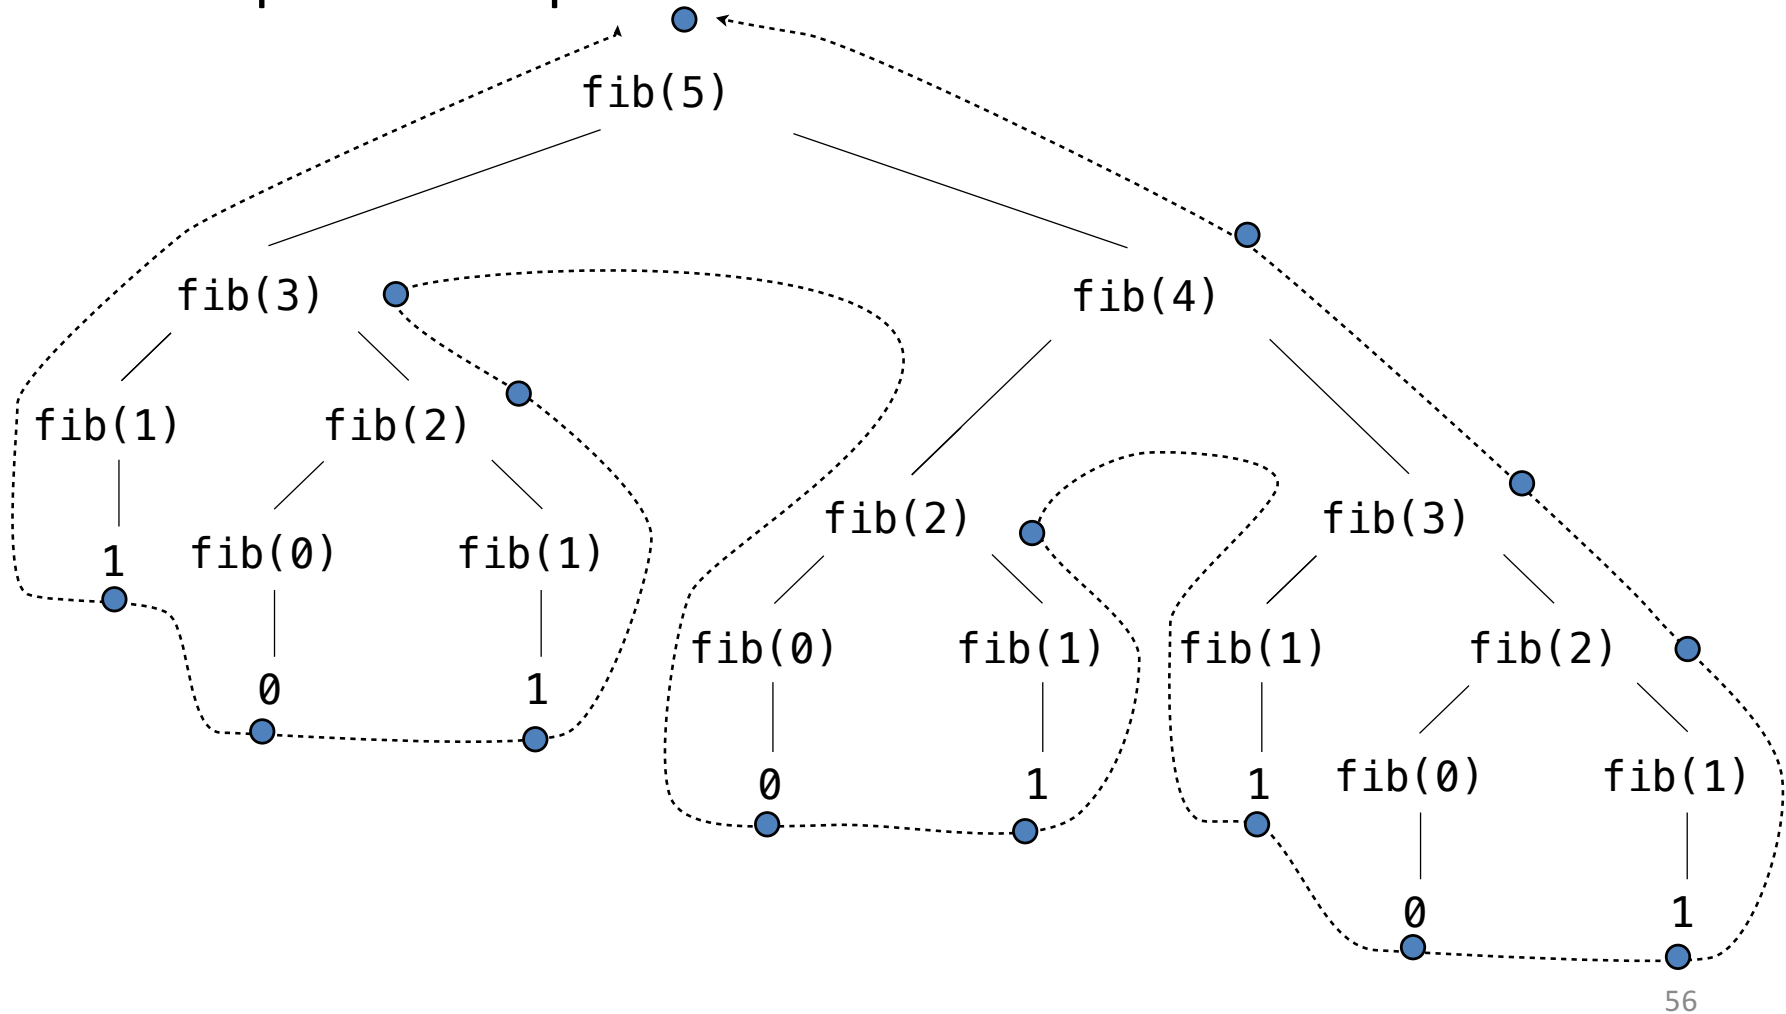 fib(5)
fib(3) fib(4)
fib(1) fib(2)
fib(2) fib(3)
1 fib(0) fib(1)
fib(0) fib(1) fib(1) fib(2)
0 1
0 1 1 fib(0) fib(1)
0 1
56